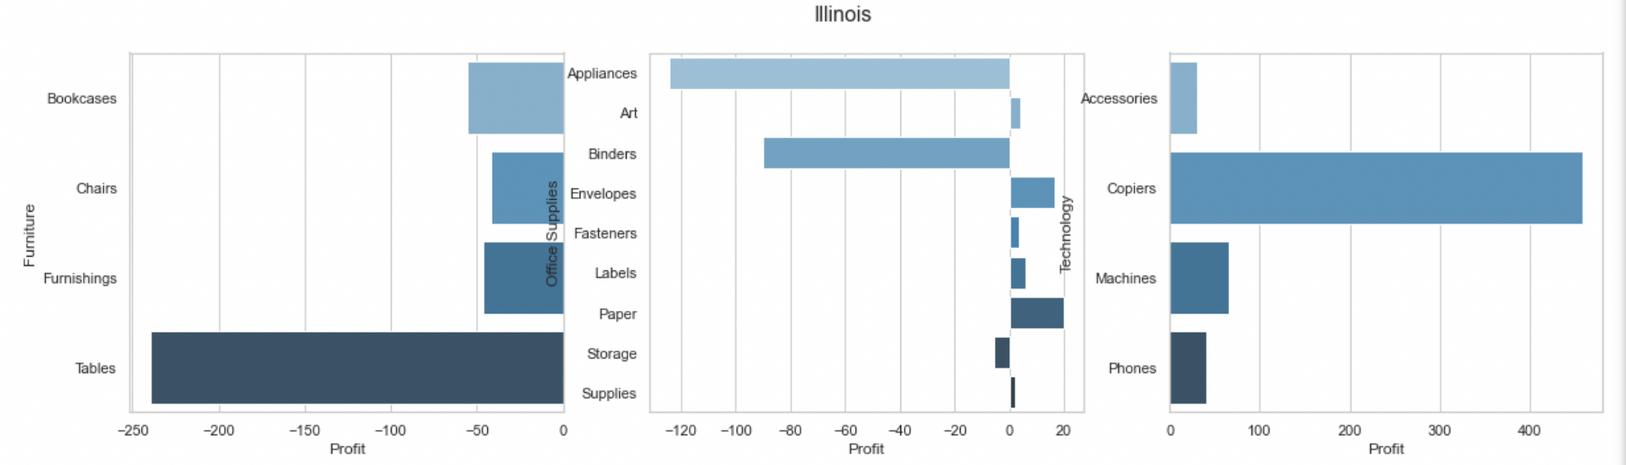 Illinois
Furniture
Bookcases
Chairs
Furnishings
Tables
−250 −200 −150 −100 −50 0
Profit
Office Supplies
Appliances
Art
Binders
Envelopes
Fasteners
Labels
Paper
Storage
Supplies
−120 −100 −80 −60 −40 −20 0 20
Profit
Technology
Accessories
Copiers
Machines
Phones
0 100 200 300 400
Profit